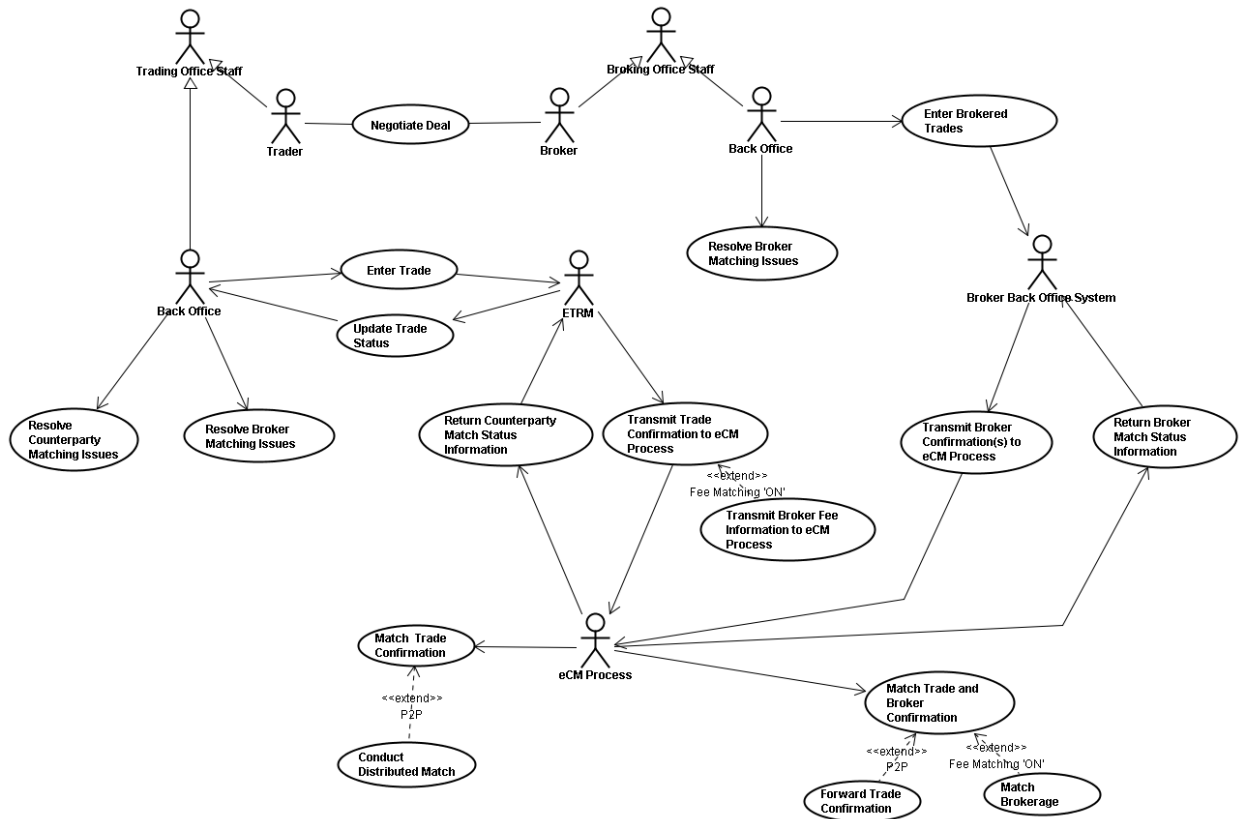 Trading Office Staff
Broking Office Staff
Trader
Negotiate Deal
Broker
Back Office
Enter Brokered
Trades
Resolve Broker
Matching Issues
Back Office
Enter Trade
Update Trade
Status
ETRM
Broker Back Office System
Resolve
Counterparty
Matching Issues
Resolve Broker
Matching Issues
Return Counterparty
Match Status
Information
Transmit Trade
Confirmation to eCM
Process
Transmit Broker
Confirmation(s) to
eCM Process
Return Broker
Match Status
Information
<<extend>>
Fee Matching 'ON'
Transmit Broker Fee
Information to eCM
Process
Match  Trade
Confirmation
eCM Process
<<extend>>
P2P
Conduct
Distributed Match
Match Trade and
Broker
Confirmation
<<extend>>
P2P
<<extend>>
Fee Matching 'ON'
Forward Trade
Confirmation
Match
Brokerage